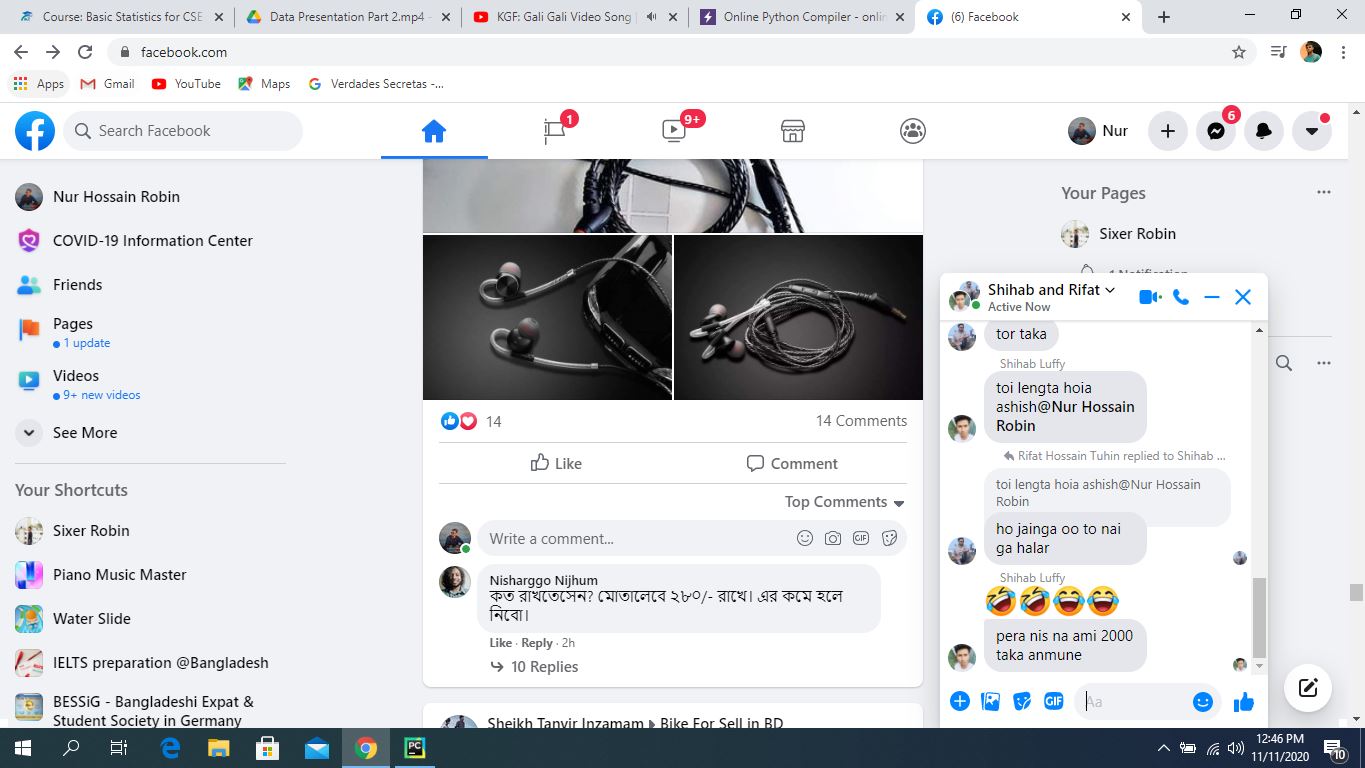 Course: Basic Statistics for CSE
Data Presentation Part 2.mp4 -
KGF: Gali Gali Video Song
Online Python Compiler - onlin
(6) Facebook
facebook.com
Apps
Gmail
YouTube
Maps
Verdades Secretas -...
Search Facebook
1
9+
Nur
6
Nur Hossain Robin
COVID-19 Information Center
Friends
Pages
1 update
Videos
9+ new videos
See More
Your Shortcuts
Sixer Robin
Piano Music Master
Water Slide
IELTS preparation @Bangladesh
BESSiG - Bangladeshi Expat &
Student Society in Germany
14
14 Comments
Like
Comment
Top Comments
Write a comment...
GIF
Nisharggo Nijhum
কত রাখতেসেন? মোতালেবে ২৮০/- রাখে। এর কমে হলে
নিবো।
Like · Reply · 2h
10 Replies
Sheikh Tanvir Inzamam Bike For Sell in BD
Your Pages
Sixer Robin
1 Notification
Shihab and Rifat
Active Now
tor taka
Shihab Luffy
toi lengta hoia
ashish@Nur Hossain
Robin
Rifat Hossain Tuhin replied to Shihab ...
toi lengta hoia ashish@Nur Hossain
Robin
ho jainga oo to nai
ga halar
Shihab Luffy
🤣🤣😂😂
pera nis na ami 2000
taka anmune
GIF
Aa
PC
12:46 PM
11/11/2020
10